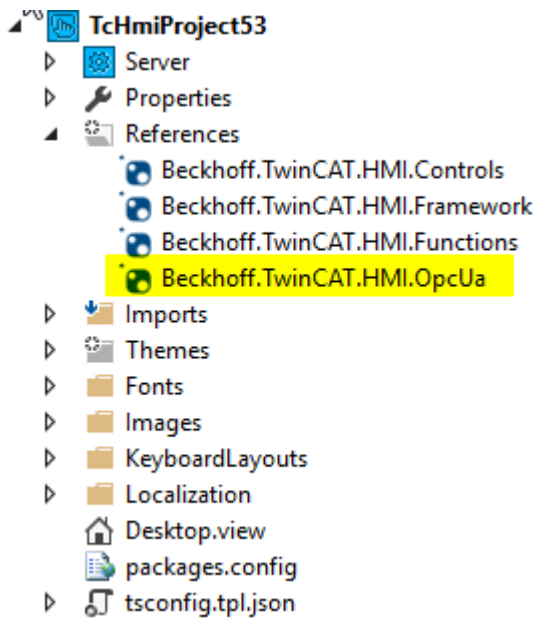 TcHmiProject53
Server
Properties
References
Beckhoff.TwinCAT.HMI.Controls
Beckhoff.TwinCAT.HMI.Framework
Beckhoff.TwinCAT.HMI.Functions
Beckhoff.TwinCAT.HMI.OpcUa
Imports
Themes
Fonts
Images
KeyboardLayouts
Localization
Desktop.view
packages.config
tsconfig.tpl.json